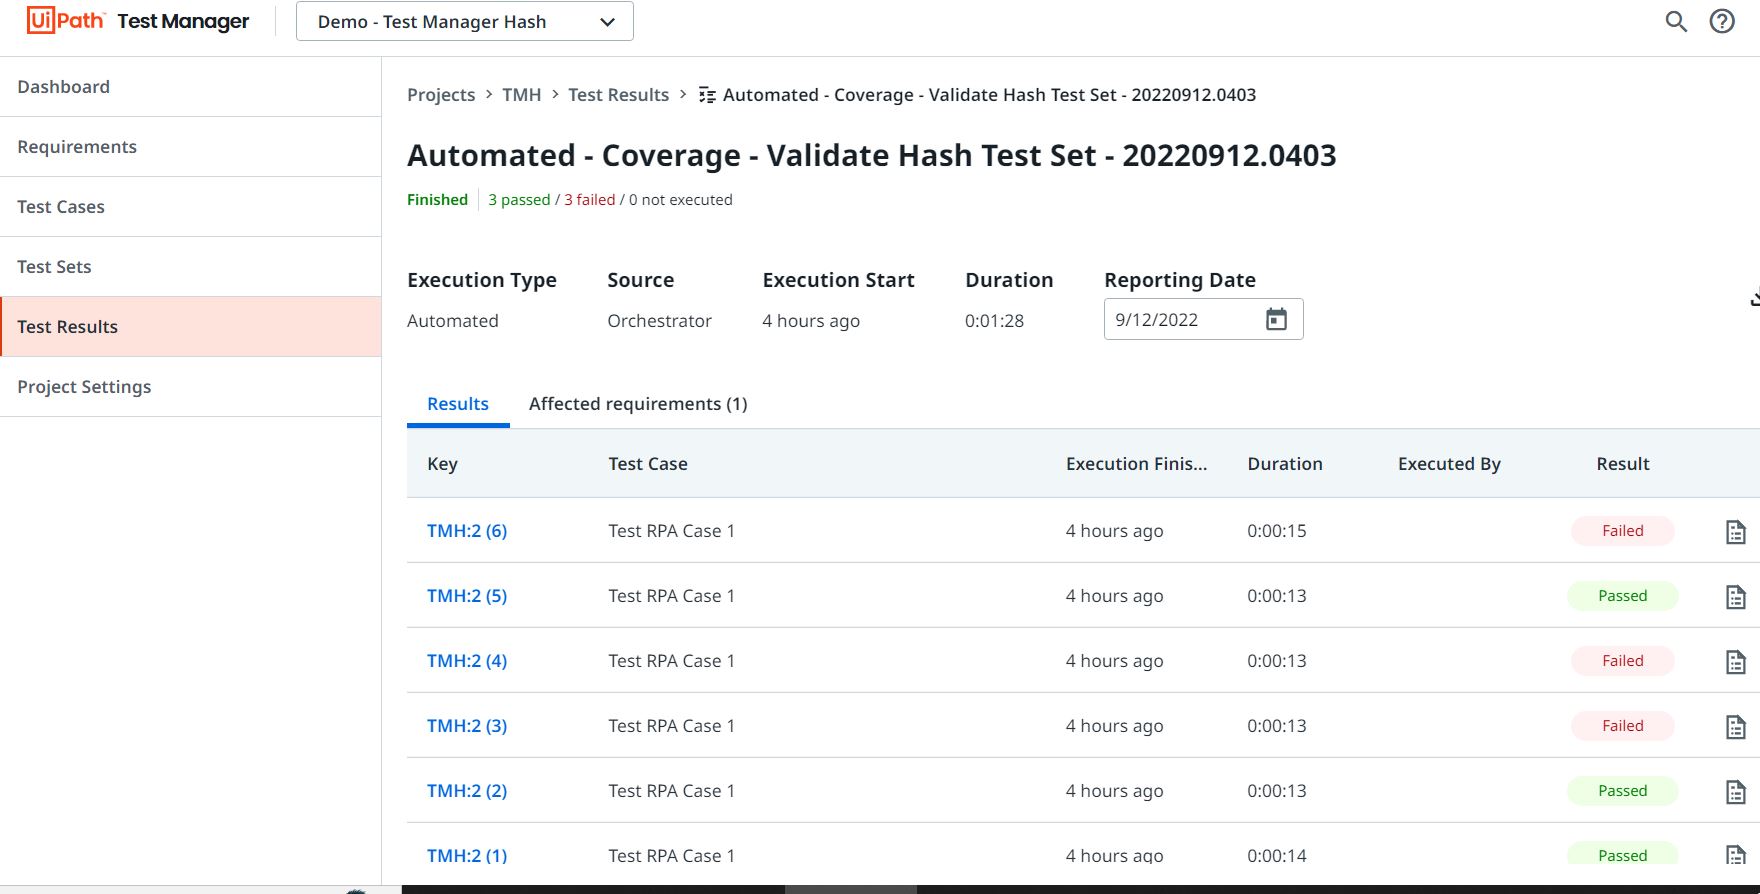 UiPath™ Test Manager
Demo - Test Manager Hash
Dashboard
Requirements
Test Cases
Test Sets
Test Results
Project Settings
Projects > TMH > Test Results > Automated - Coverage - Validate Hash Test Set - 20220912.0403
Automated - Coverage - Validate Hash Test Set - 20220912.0403
Finished 3 passed / 3 failed / 0 not executed
Execution Type Source Execution Start Duration Reporting Date
Automated Orchestrator 4 hours ago 0:01:28 9/12/2022
Results Affected requirements (1)
Key Test Case Execution Finis... Duration Executed By Result
TMH:2 (6) Test RPA Case 1 4 hours ago 0:00:15 Failed
TMH:2 (5) Test RPA Case 1 4 hours ago 0:00:13 Passed
TMH:2 (4) Test RPA Case 1 4 hours ago 0:00:13 Failed
TMH:2 (3) Test RPA Case 1 4 hours ago 0:00:13 Failed
TMH:2 (2) Test RPA Case 1 4 hours ago 0:00:13 Passed
TMH:2 (1) Test RPA Case 1 4 hours ago 0:00:14 Passed